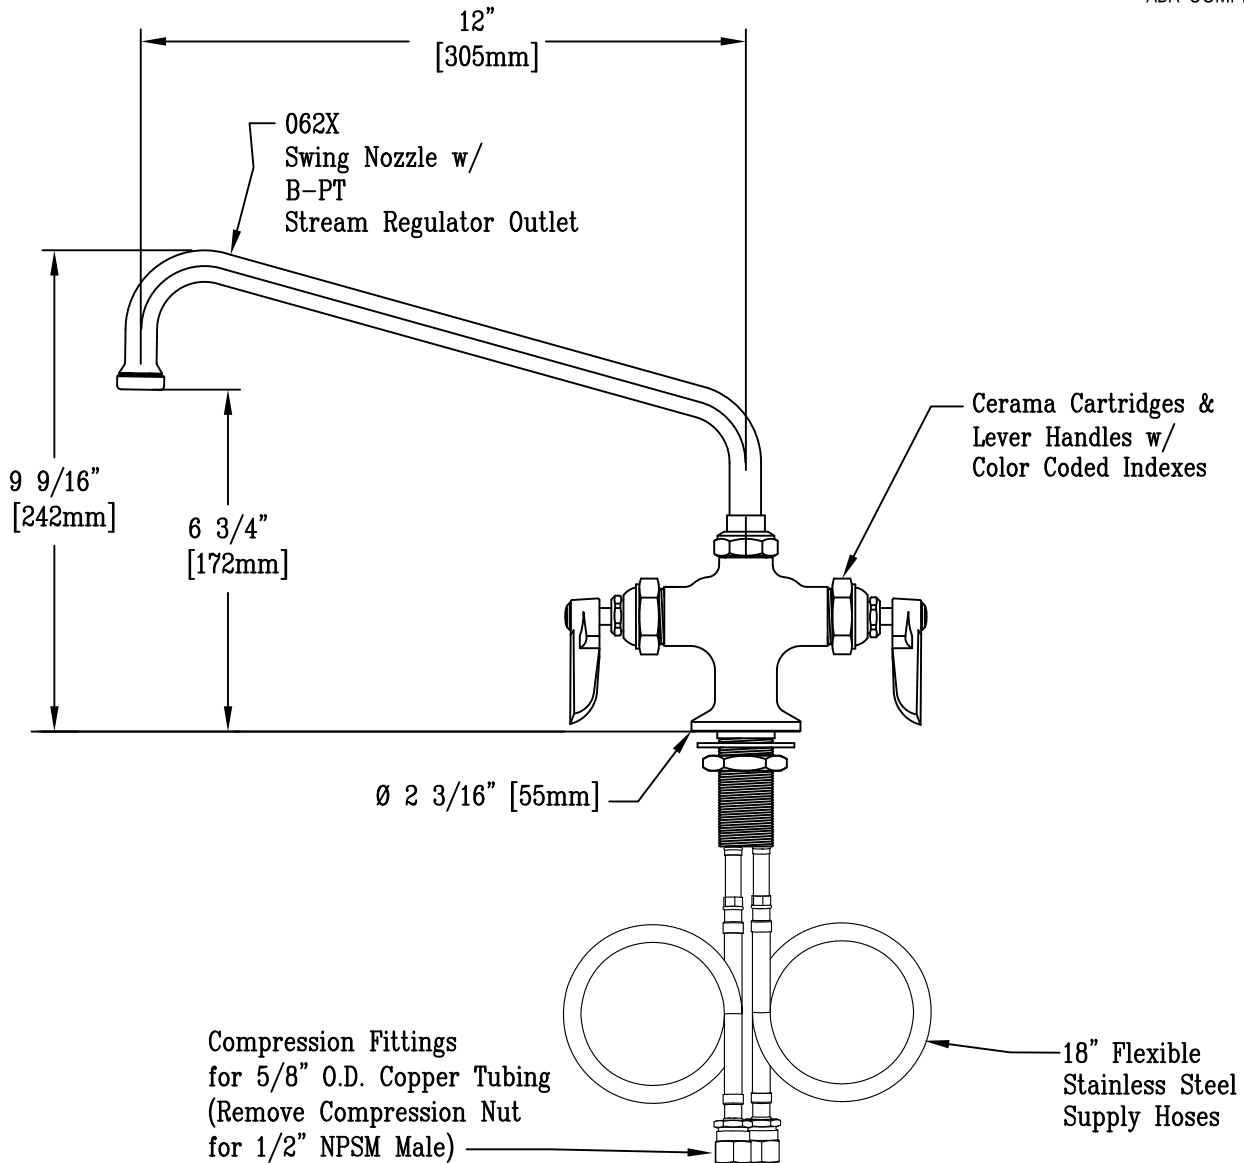 12"
[305mm]
062X
Swing Nozzle w/
B-PT
Stream Regulator Outlet
Cerama Cartridges &
Lever Handles w/
Color Coded Indexes
9 9/16"
[242mm]
6 3/4"
[172mm]
Ø 2 3/16" [55mm]
Compression Fittings
for 5/8" O.D. Copper Tubing
(Remove Compression Nut
for 1/2" NPSM Male)
18" Flexible
Stainless Steel
Supply Hoses